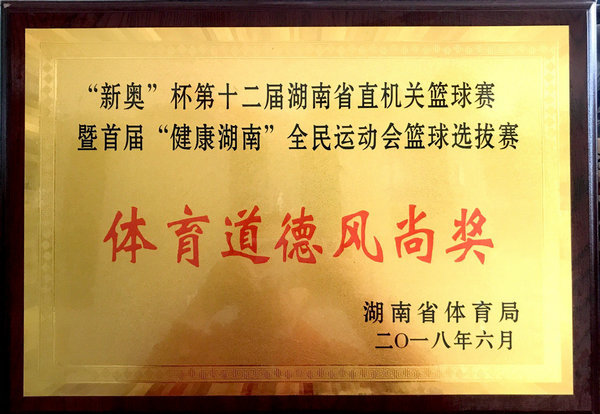 “新奥”杯第十二届湖南省直机关篮球赛
暨首届“健康湖南”全民运动会篮球选拔赛
体育道德风尚奖
湖南省体育局
二〇一八年六月